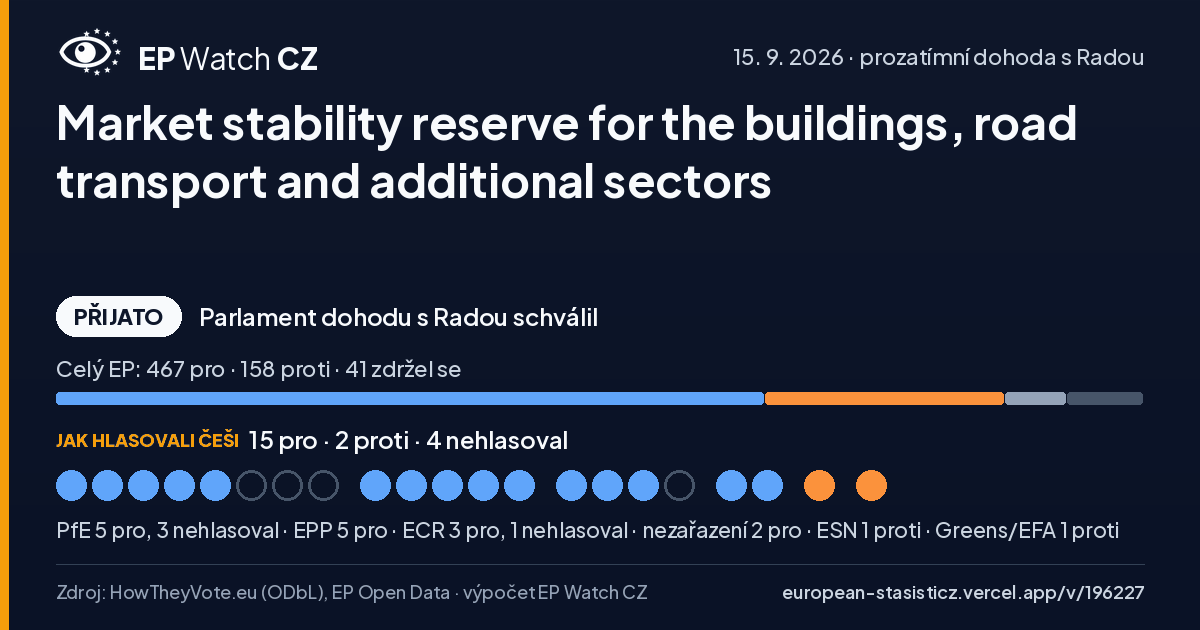 EP Watch CZ
15. 9. 2026 · prozatímní dohoda s Radou
Market stability reserve for the buildings, road
transport and additional sectors
PŘIJATO
Parlament dohodu s Radou schválil
Celý EP: 467 pro · 158 proti · 41 zdržel se
JAK HLASOVALI ČEŠI 15 pro · 2 proti · 4 nehlasoval
PfE 5 pro, 3 nehlasoval · EPP 5 pro · ECR 3 pro, 1 nehlasoval · nezařazení 2 pro · ESN 1 proti · Greens/EFA 1 proti
Zdroj: HowTheyVote.eu (ODbL), EP Open Data · výpočet EP Watch CZ
european-stasisticz.vercel.app/v/196227